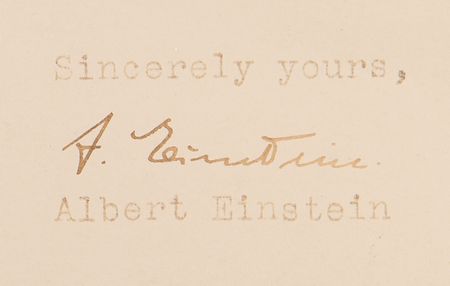 Sincerely yours,
A. Einstein.
Albert Einstein